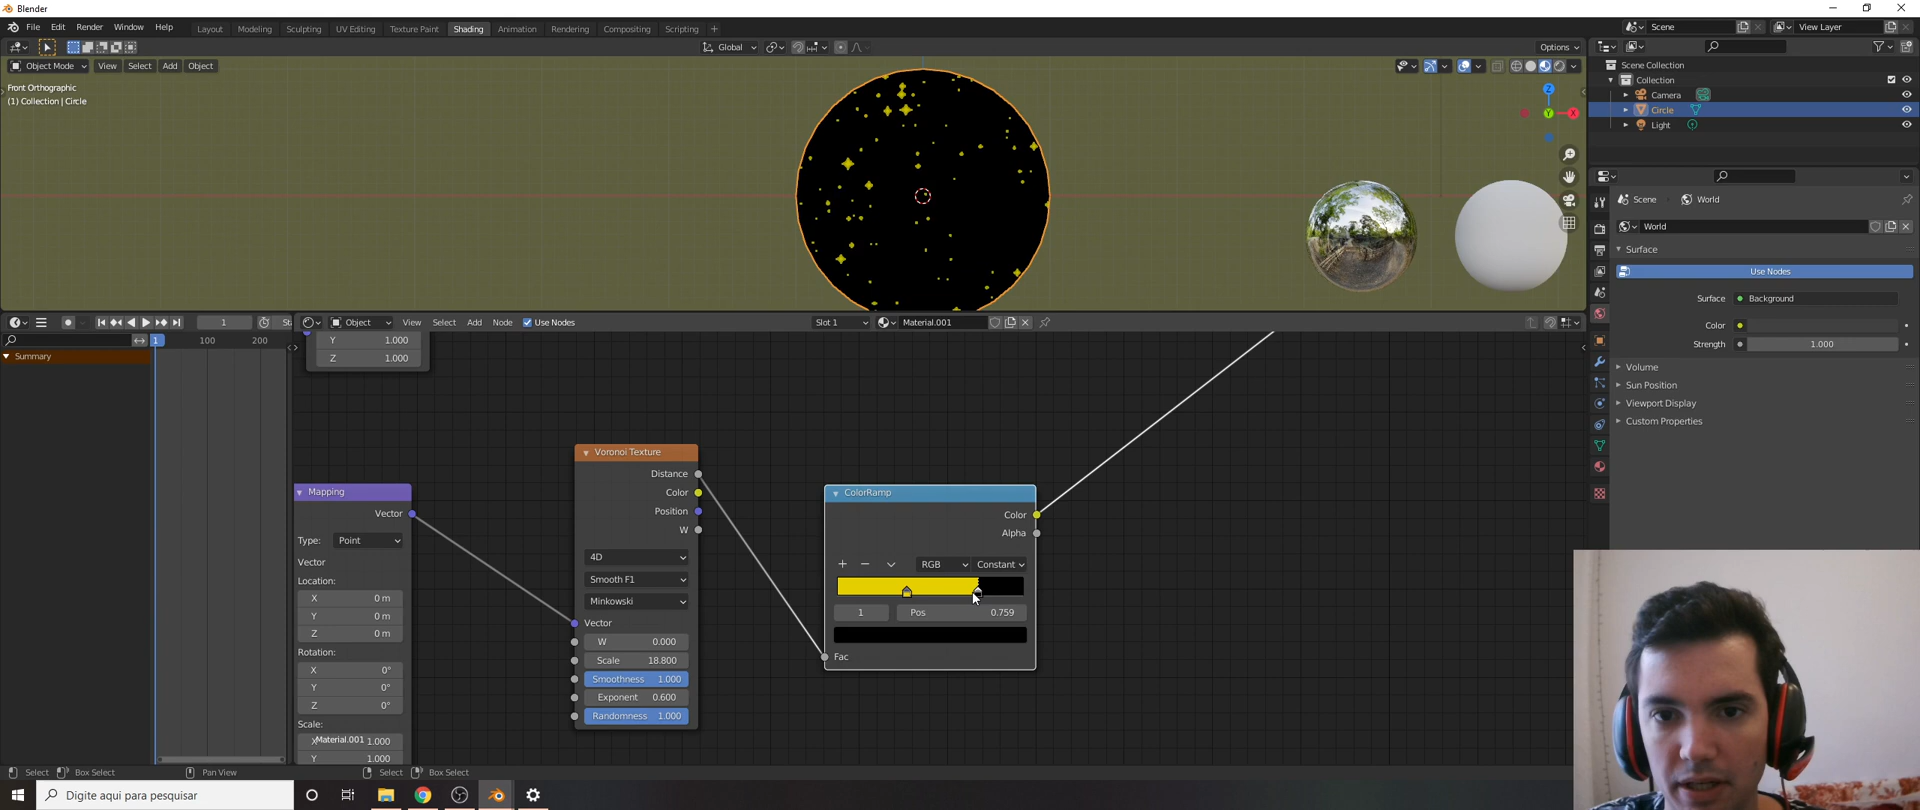 Blender
File Edit Render Window Help
Layout Modeling Sculpting UV Editing Texture Paint Shading Animation Rendering Compositing Scripting +
Scene
View Layer
Global
Options
Object Mode View Select Add Object
Front Orthographic
(1) Collection | Circle
Z
Y
X
Scene Collection
Collection
Camera
Circle
Light
Scene
World
World
Surface
Use Nodes
Surface Background
Color
Strength 1.000
Volume
Sun Position
Viewport Display
Custom Properties
1
St
1 100 200
Summary
Object View Select Add Node Use Nodes Slot 1 Material.001
Y 1.000
Z 1.000
Mapping
Vector
Type: Point
Vector
Location:
X 0 m
Y 0 m
Z 0 m
Rotation:
X 0°
Y 0°
Z 0°
Scale:
X 1.000
Material.001
Y 1.000
Voronoi Texture
Distance
Color
Position
W
4D
Smooth F1
Minkowski
Vector
W 0.000
Scale 18.800
Smoothness 1.000
Exponent 0.600
Randomness 1.000
ColorRamp
Color
Alpha
RGB Constant
1 Pos 0.759
Fac
Select Box Select Pan View Select Box Select
Digite aqui para pesquisar